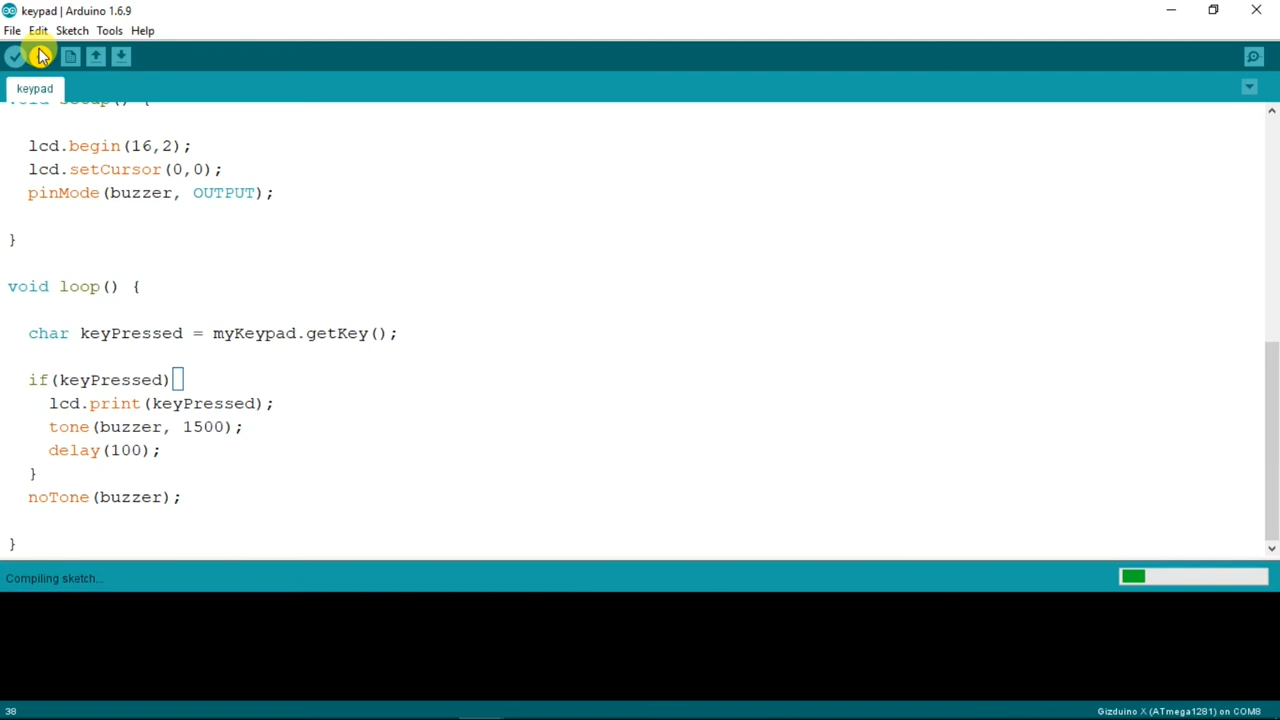 keypad | Arduino 1.6.9
File Edit Sketch Tools Help
keypad
void setup() {
lcd.begin(16,2);
lcd.setCursor(0,0);
pinMode(buzzer, OUTPUT);
}
void loop() {
char keyPressed = myKeypad.getKey();
if(keyPressed)
lcd.print(keyPressed);
tone(buzzer, 1500);
delay(100);
}
noTone(buzzer);
}
Compiling sketch...
38
Gizduino X (ATmega1281) on COM8